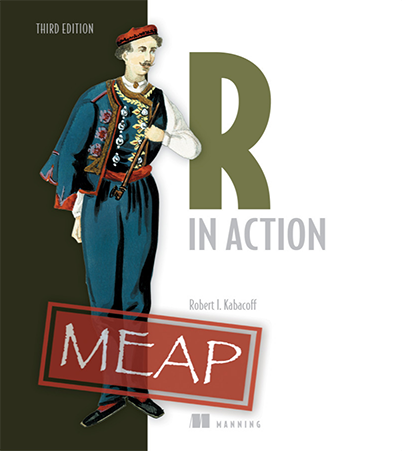 THIRD EDITION
R
IN ACTION
Robert I. Kabacoff
MEAP
MANNING